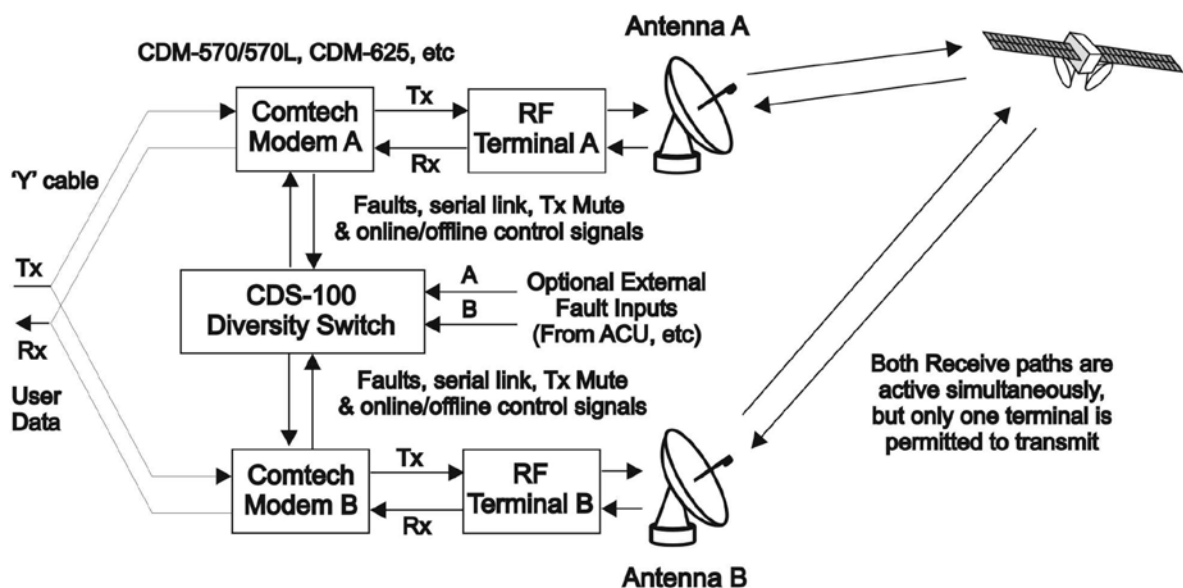 CDM-570/570L, CDM-625, etc
Antenna A
Comtech
Modem A
Tx
Rx
RF
Terminal A
'Y' cable
Faults, serial link, Tx Mute
& online/offline control signals
Tx
Rx
User
Data
CDS-100
Diversity Switch
A
B
Optional External
Fault Inputs
(From ACU, etc)
Faults, serial link, Tx Mute
& online/offline control signals
Both Receive paths are
active simultaneously,
but only one terminal is
permitted to transmit
Comtech
Modem B
Tx
Rx
RF
Terminal B
Antenna B